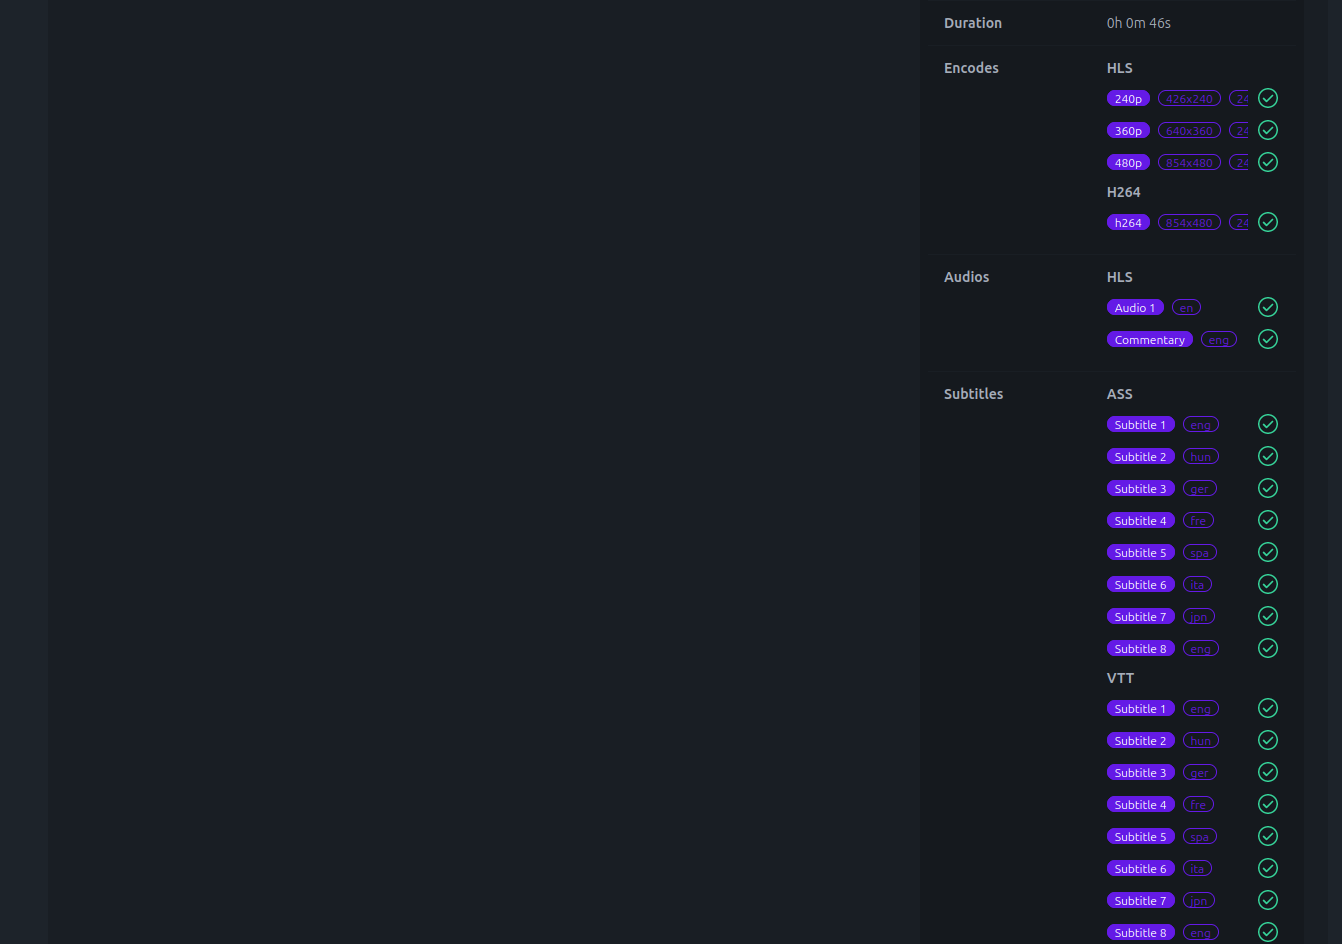 Duration 0h 0m 46s
Encodes HLS
240p 426x240 24
360p 640x360 24
480p 854x480 24
H264
h264 854x480 24
Audios HLS
Audio 1 en
Commentary eng
Subtitles ASS
Subtitle 1 eng
Subtitle 2 hun
Subtitle 3 ger
Subtitle 4 fre
Subtitle 5 spa
Subtitle 6 ita
Subtitle 7 jpn
Subtitle 8 eng
VTT
Subtitle 1 eng
Subtitle 2 hun
Subtitle 3 ger
Subtitle 4 fre
Subtitle 5 spa
Subtitle 6 ita
Subtitle 7 jpn
Subtitle 8 eng